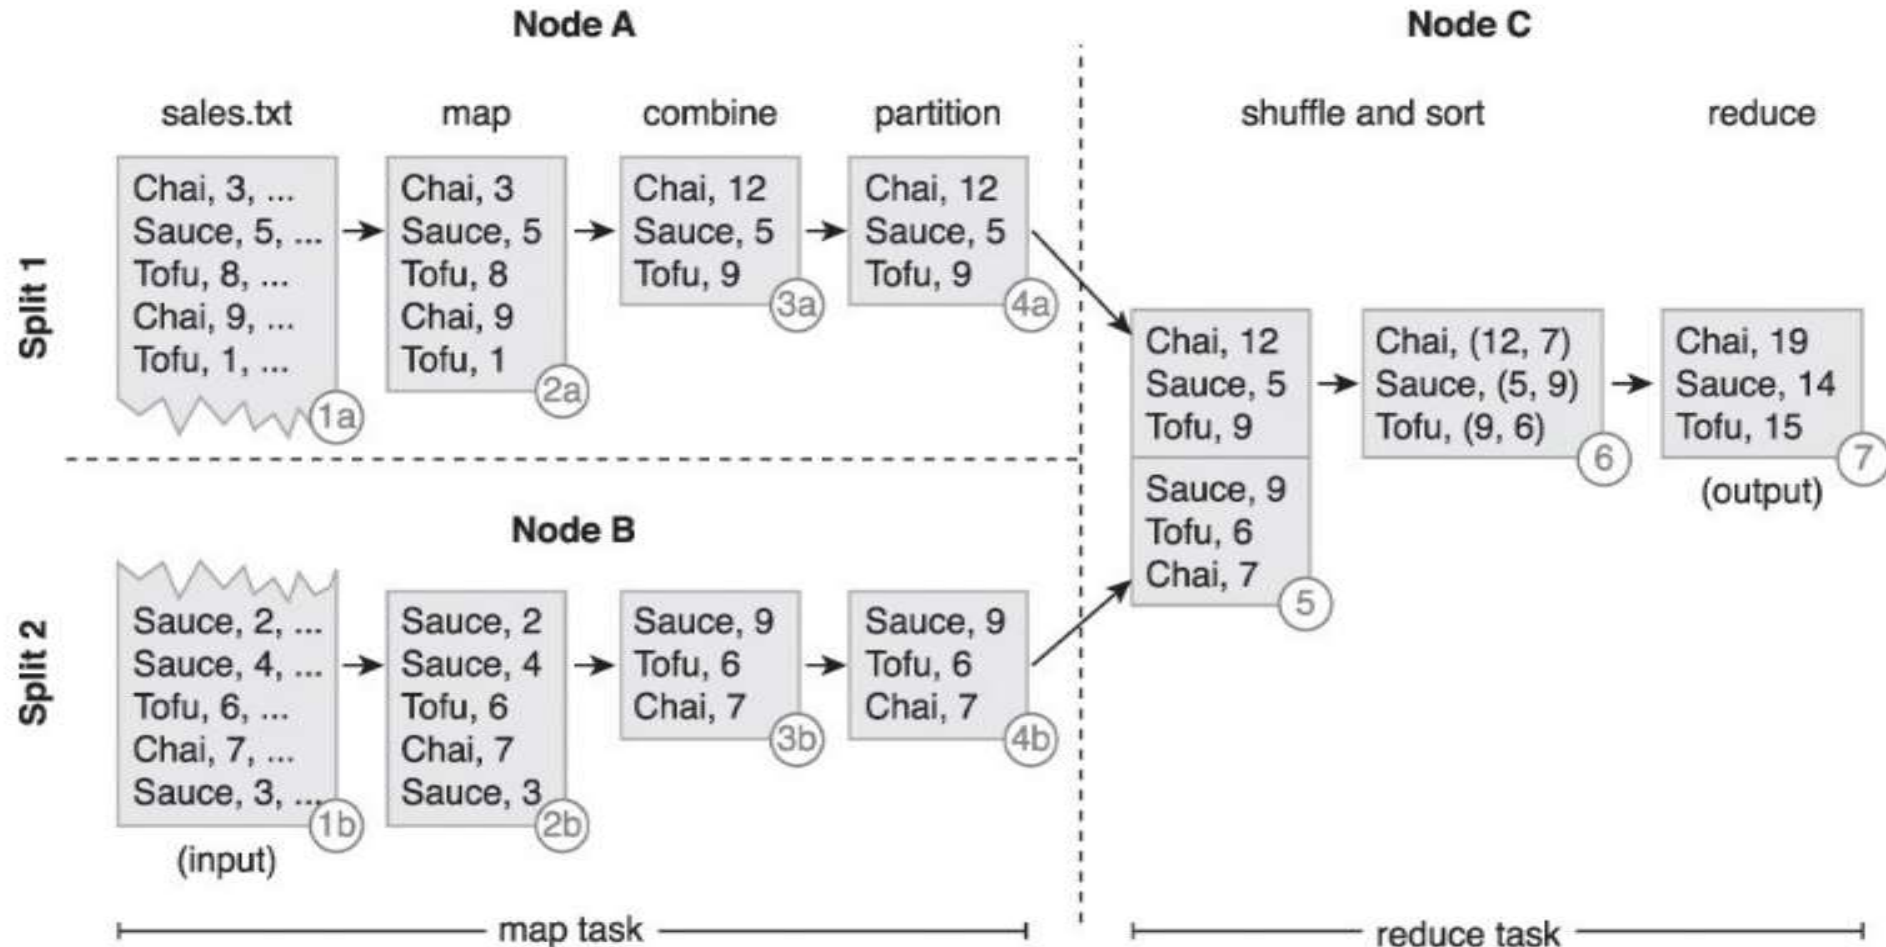 Node A
Node C
sales.txt
map
combine
partition
shuffle and sort
reduce
Split 1
Chai, 3, ...
Sauce, 5, ...
Tofu, 8, ...
Chai, 9, ...
Tofu, 1, ...
1a
Chai, 3
Sauce, 5
Tofu, 8
Chai, 9
Tofu, 1
2a
Chai, 12
Sauce, 5
Tofu, 9
3a
Chai, 12
Sauce, 5
Tofu, 9
4a
Node B
Split 2
Sauce, 2, ...
Sauce, 4, ...
Tofu, 6, ...
Chai, 7, ...
Sauce, 3, ...
1b
(input)
Sauce, 2
Sauce, 4
Tofu, 6
Chai, 7
Sauce, 3
2b
Sauce, 9
Tofu, 6
Chai, 7
3b
Sauce, 9
Tofu, 6
Chai, 7
4b
Chai, 12
Sauce, 5
Tofu, 9
Sauce, 9
Tofu, 6
Chai, 7
5
Chai, (12, 7)
Sauce, (5, 9)
Tofu, (9, 6)
6
Chai, 19
Sauce, 14
Tofu, 15
7
(output)
map task
reduce task